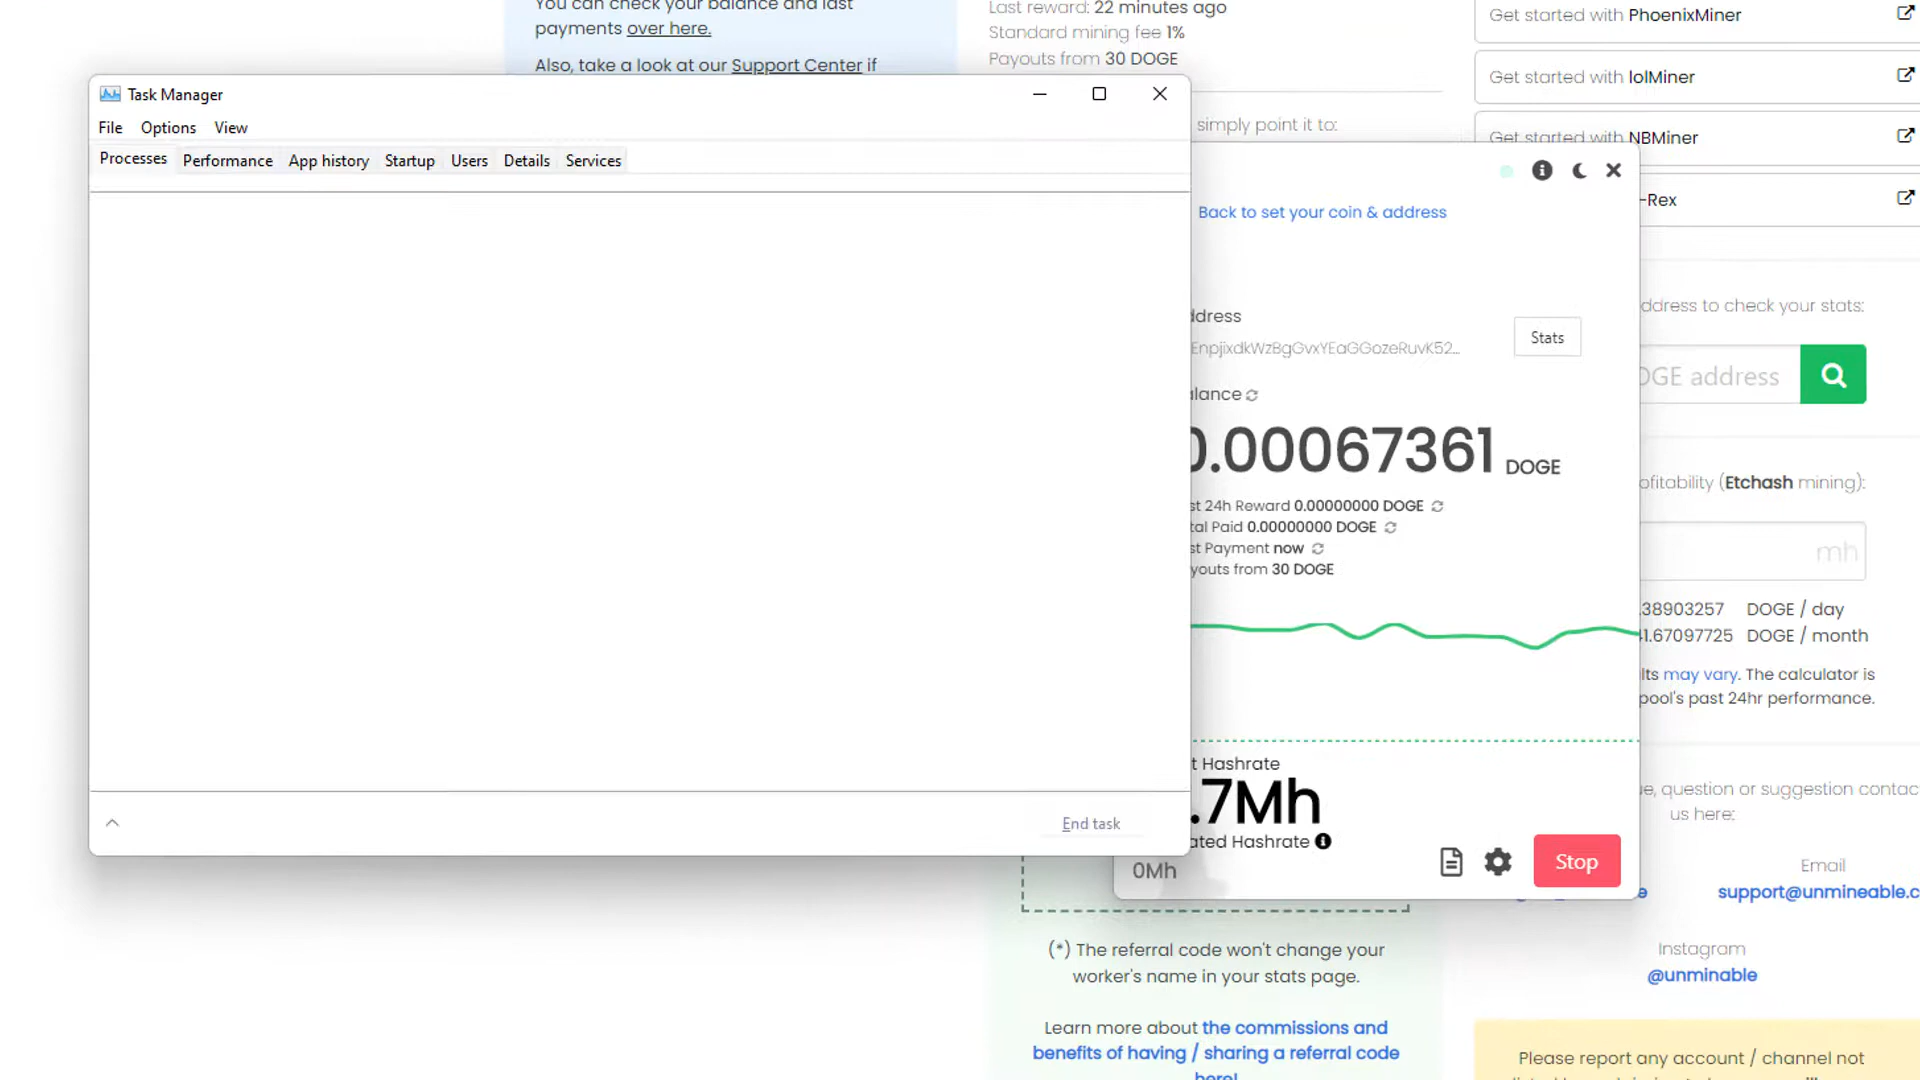 You can check your balance and last
payments over here.
Also, take a look at our Support Center if
Last reward: 22 minutes ago
Standard mining fee 1%
Payouts from 30 DOGE
simply point it to:
Get started with PhoenixMiner
Get started with lolMiner
Get started with NBMiner
-Rex
Task Manager
File Options View
Processes Performance App history Startup Users Details Services
End task
Back to set your coin & address
ddress
EnpjixdkWzBgGvxYEaGGozeRuvK52...
Stats
alance
0.00067361 DOGE
st 24h Reward 0.00000000 DOGE
tal Paid 0.00000000 DOGE
st Payment now
youts from 30 DOGE
t Hashrate
.7Mh
ated Hashrate
0Mh
Stop
ddress to check your stats:
OGE address
ofitability (Etchash mining):
mh
.38903257 DOGE / day
41.67097725 DOGE / month
lts may vary. The calculator is
pool's past 24hr performance.
ue, question or suggestion contact
us here:
Email
support@unmineable.c
Instagram
@unminable
(*) The referral code won't change your
worker's name in your stats page.
Learn more about the commissions and
benefits of having / sharing a referral code
here!
Please report any account / channel not